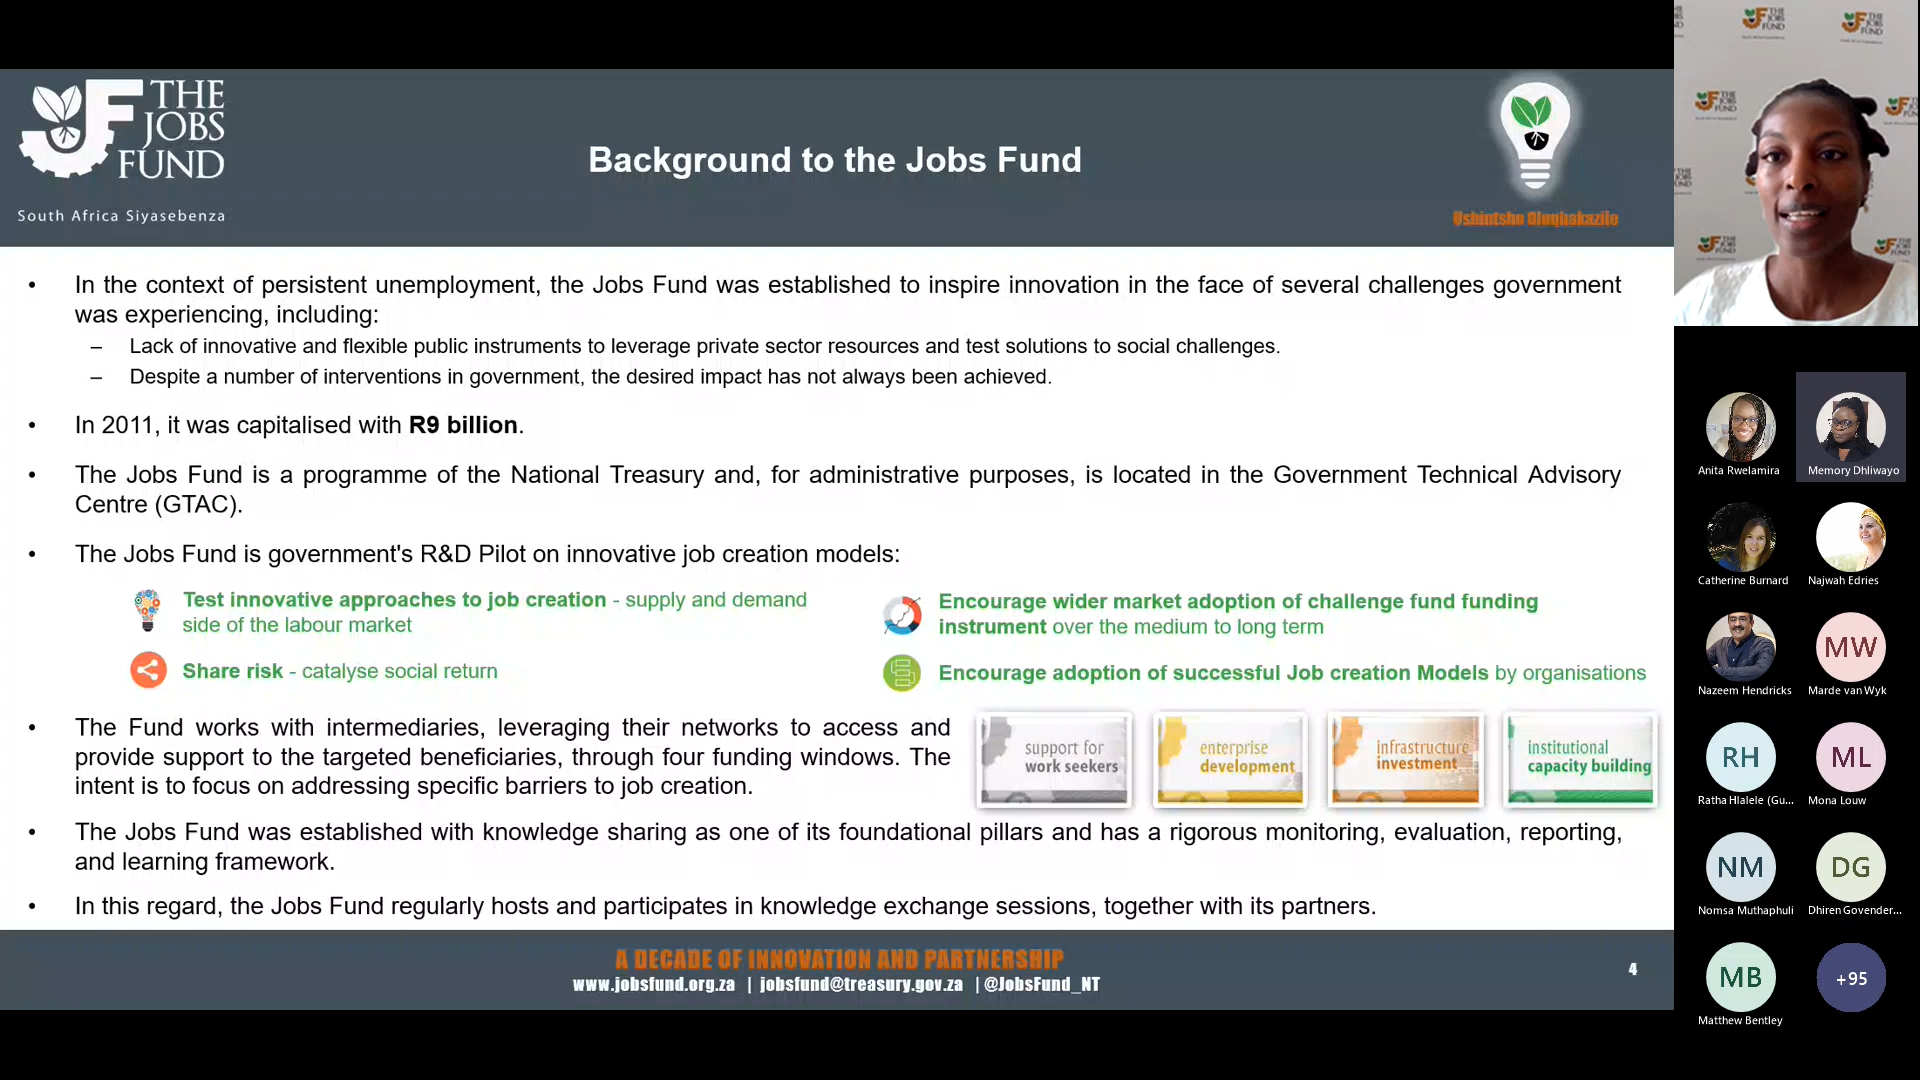 THE
JOBS
FUND
South Africa Siyasebenza
Background to the Jobs Fund
Ushintsho Olugbakazile
• In the context of persistent unemployment, the Jobs Fund was established to inspire innovation in the face of several challenges government
was experiencing, including:
– Lack of innovative and flexible public instruments to leverage private sector resources and test solutions to social challenges.
– Despite a number of interventions in government, the desired impact has not always been achieved.
• In 2011, it was capitalised with R9 billion.
• The Jobs Fund is a programme of the National Treasury and, for administrative purposes, is located in the Government Technical Advisory
Centre (GTAC).
• The Jobs Fund is government's R&D Pilot on innovative job creation models:
Test innovative approaches to job creation - supply and demand
side of the labour market
Share risk - catalyse social return
Encourage wider market adoption of challenge fund funding
instrument over the medium to long term
Encourage adoption of successful Job creation Models by organisations
• The Fund works with intermediaries, leveraging their networks to access and
provide support to the targeted beneficiaries, through four funding windows. The
intent is to focus on addressing specific barriers to job creation.
support for
work seekers
enterprise
development
infrastructure
investment
institutional
capacity building
• The Jobs Fund was established with knowledge sharing as one of its foundational pillars and has a rigorous monitoring, evaluation, reporting,
and learning framework.
• In this regard, the Jobs Fund regularly hosts and participates in knowledge exchange sessions, together with its partners.
A DECADE OF INNOVATION AND PARTNERSHIP
www.jobsfund.org.za | jobsfund@treasury.gov.za | @JobsFund_NT
4
THE
JOBS
FUND
Anita Rwelamira
Memory Dhliwayo
Catherine Burnard
Najwah Edries
Nazeem Hendricks
MW
Marde van Wyk
RH
Ratha Hlalele (Gu...
ML
Mona Louw
NM
Nomsa Muthaphuli
DG
Dhiren Govender...
MB
Matthew Bentley
+95